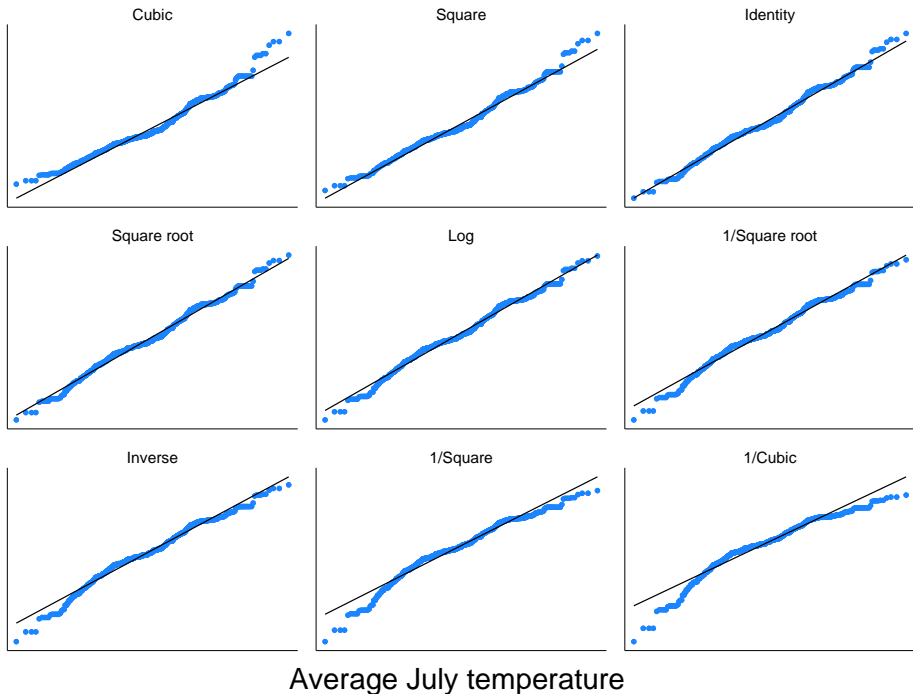 Cubic
Square
Identity
Square root
Log
1/Square root
Inverse
1/Square
1/Cubic
Average July temperature